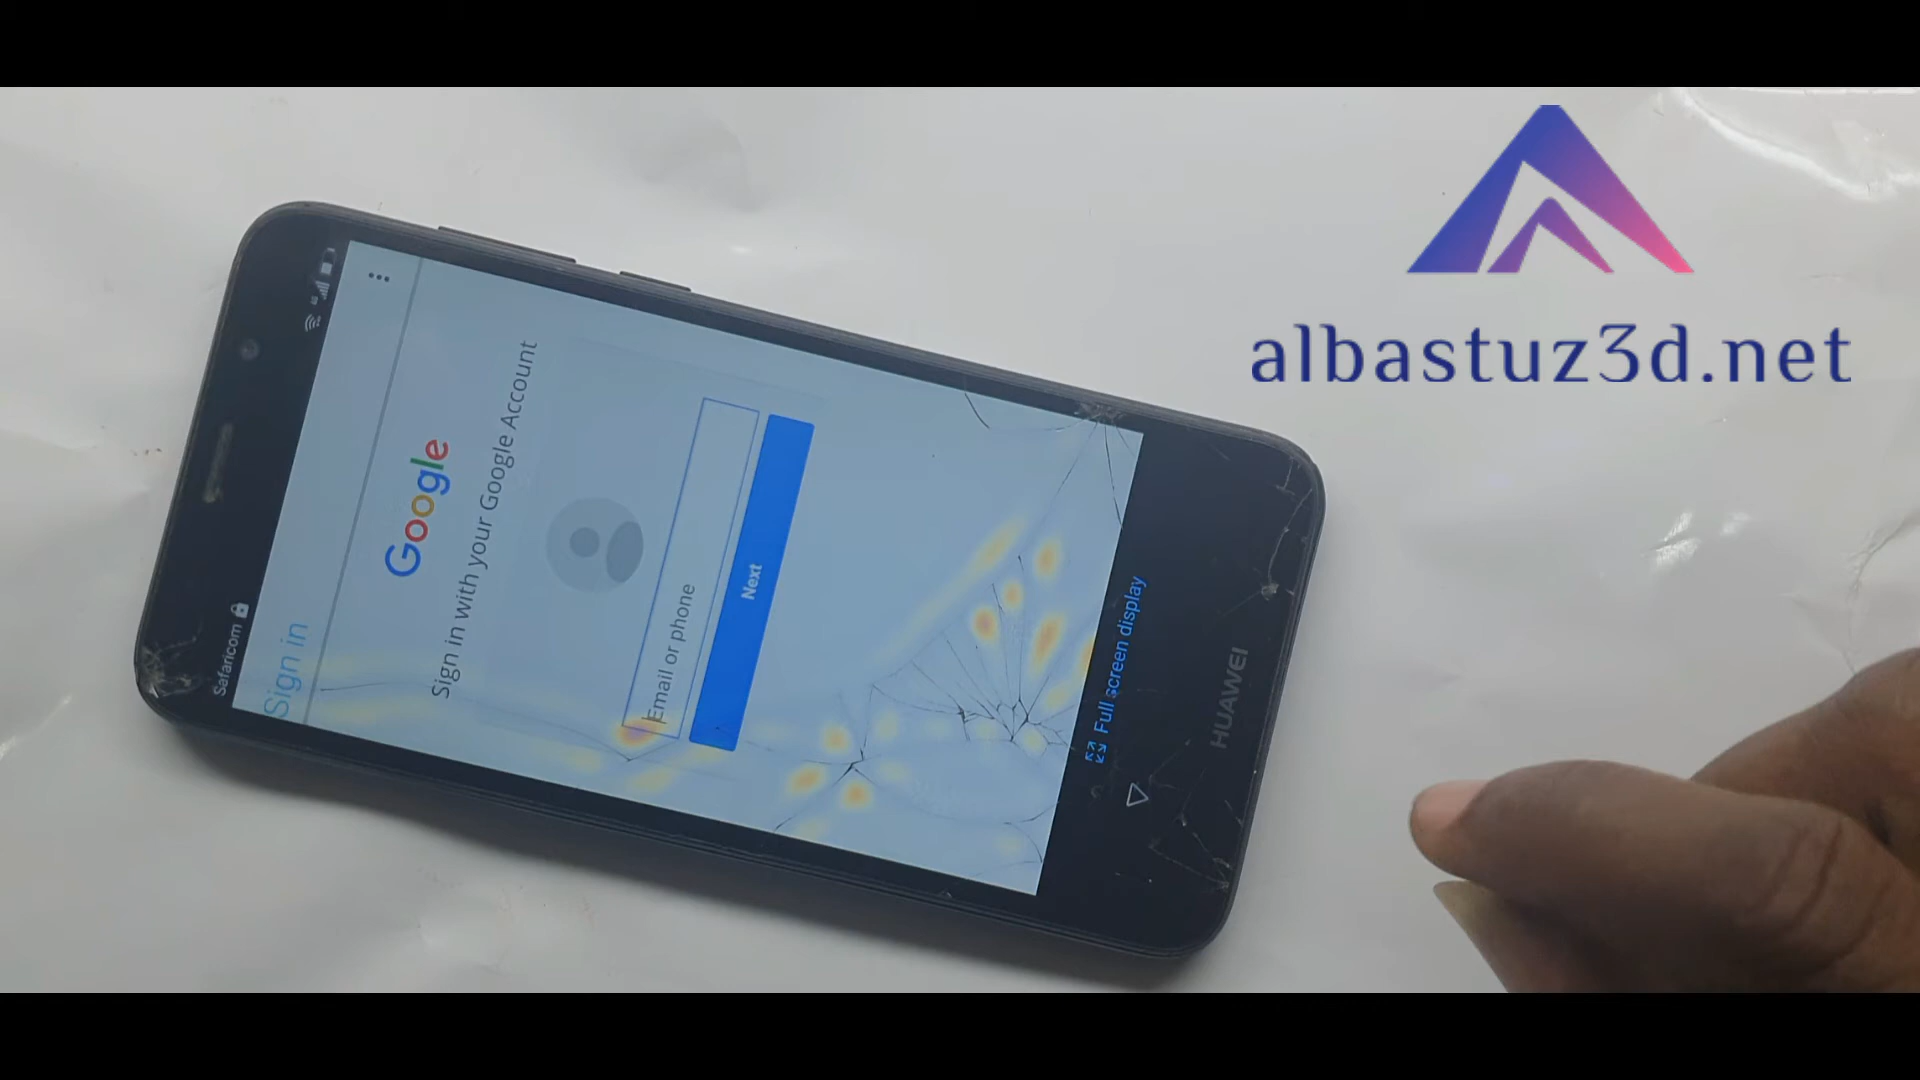 albastuz3d.net
Safaricom
Sign in
Google
Sign in with your Google Account
Email or phone
Next
Full screen display
HUAWEI